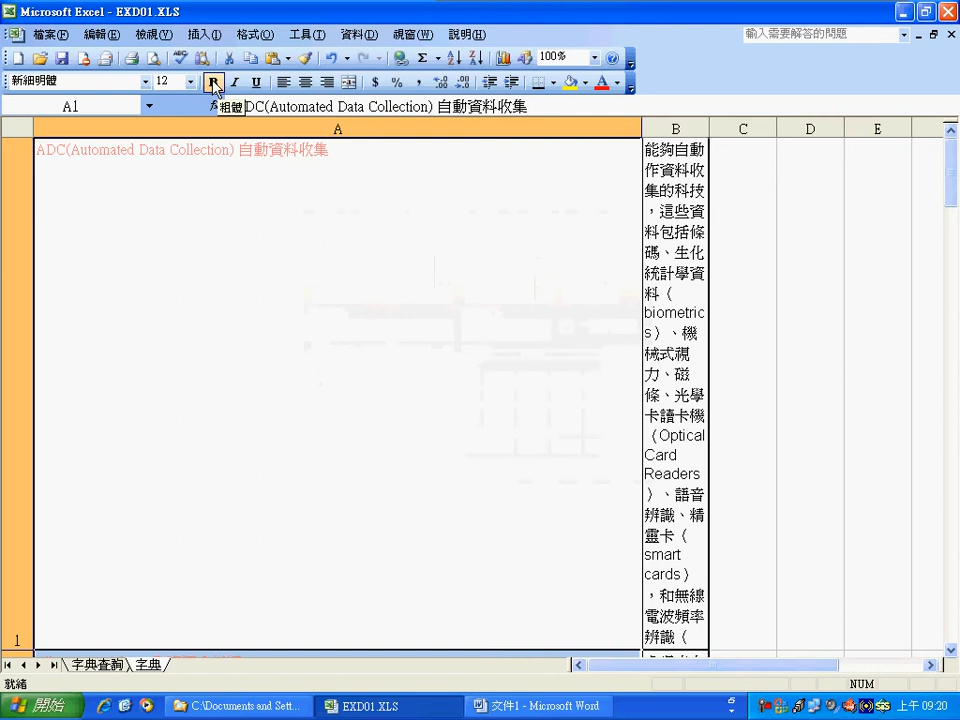 Microsoft Excel - EXD01.XLS
檔案(F) 編輯(E) 檢視(V) 插入(I) 格式(O) 工具(T) 資料(D) 視窗(W) 說明(H) 輸入需要解答的問題
100%
新細明體 12 B I U $ % ,
A1 fx DC(Automated Data Collection) 自動資料收集
粗體
A B C D E
ADC(Automated Data Collection) 自動資料收集
能夠自動
作資料收
集的科技
，這些資
料包括條
碼、生化
統計學資
料（
biometric
s）、機
械式視
力、磁
條、光學
卡讀卡機
（Optical
Card
Readers
）、語音
辨識、精
靈卡（
smart
cards）
，和無線
電波頻率
辨識（
1
字典查詢 字典
就緒 NUM
開始 C:\Documents and Sett... EXD01.XLS 文件1 - Microsoft Word 上午 09:20